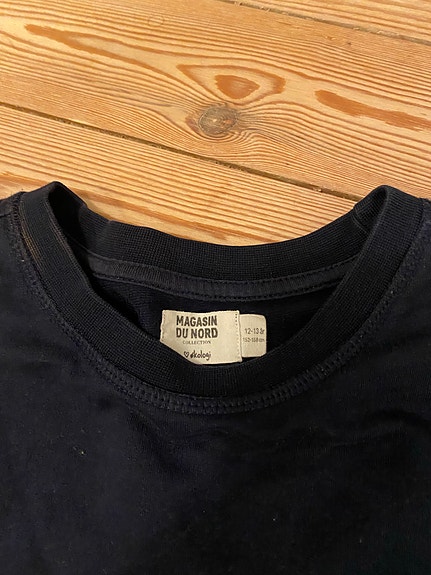 MAGASIN
DU NORD
COLLECTION
♡ økologi
12-13 år
152-158 cm